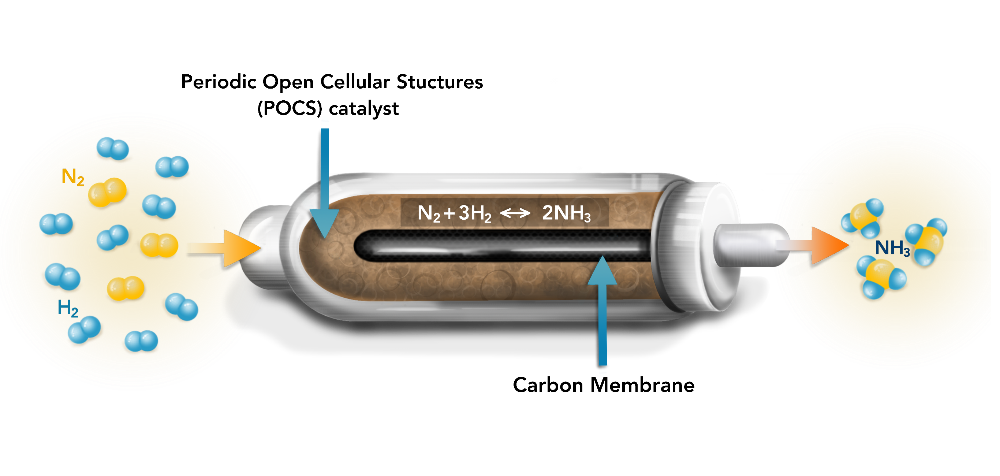 Periodic Open Cellular Stuctures
(POCS) catalyst
N₂
N₂+3H₂ ↔ 2NH₃
NH₃
H₂
Carbon Membrane